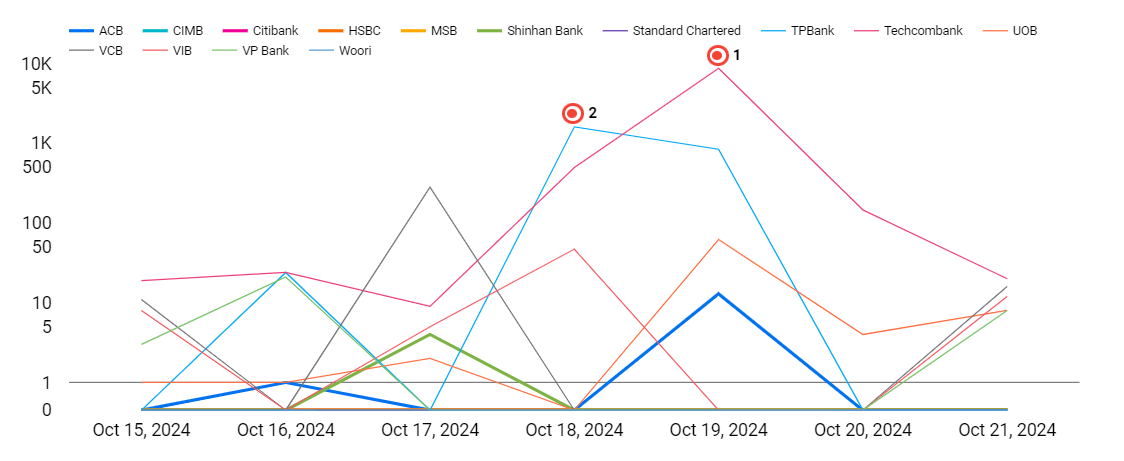 ACB CIMB Citibank HSBC MSB Shinhan Bank Standard Chartered TPBank Techcombank UOB
VCB VIB VP Bank Woori
10K
5K
1K
500
100
50
10
5
1
0
1
2
Oct 15, 2024 Oct 16, 2024 Oct 17, 2024 Oct 18, 2024 Oct 19, 2024 Oct 20, 2024 Oct 21, 2024